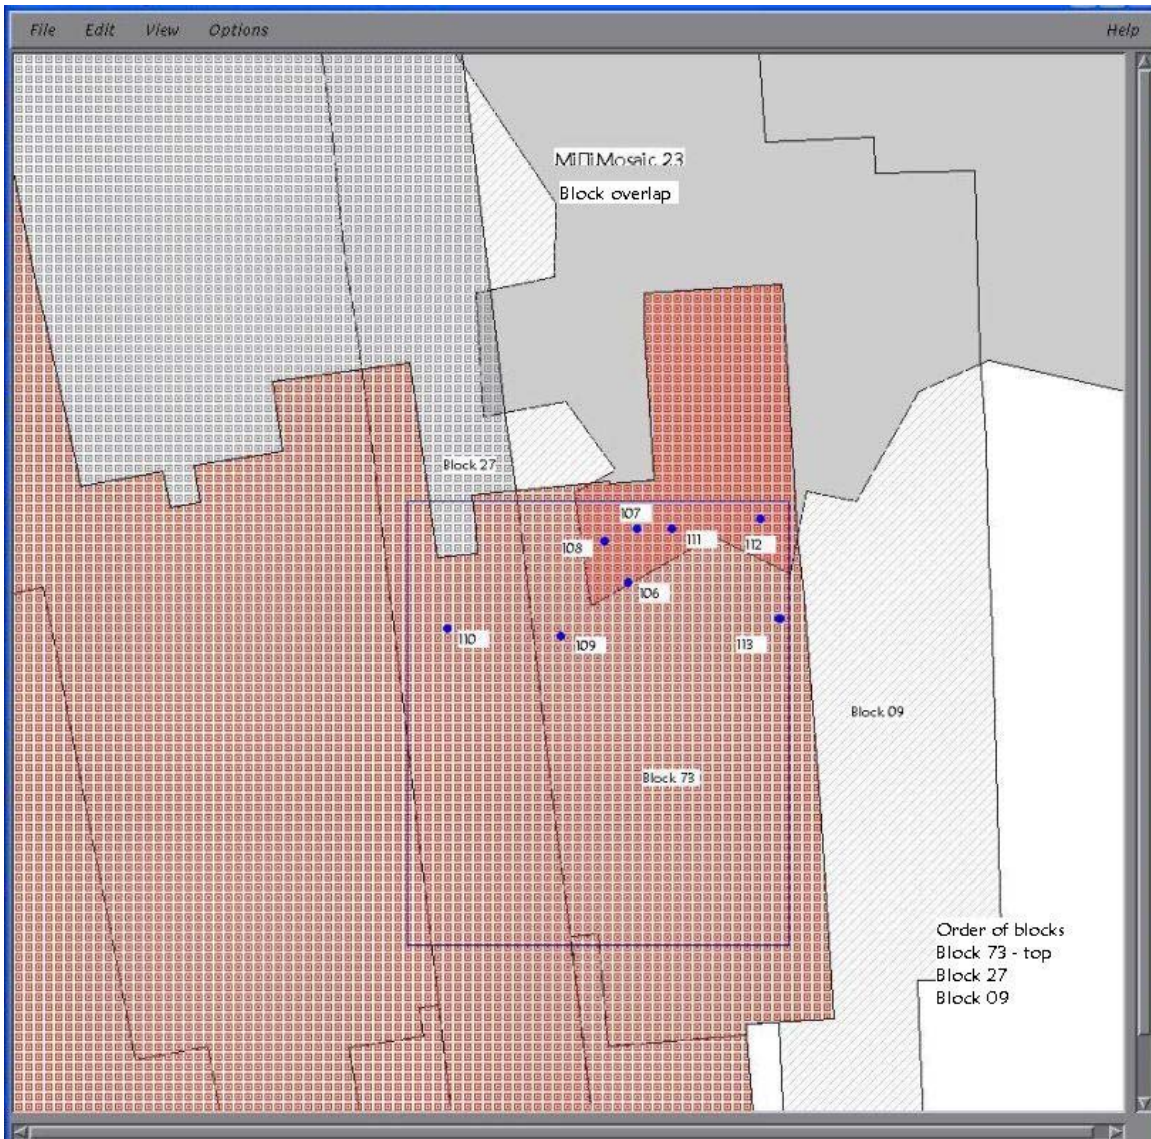 File Edit View Options Help
MiniMosaic 23
Block overlap
Block 27
107
108
111
112
106
110
109
113
Block 09
Block 73
Order of blocks
Block 73 - top
Block 27
Block 09